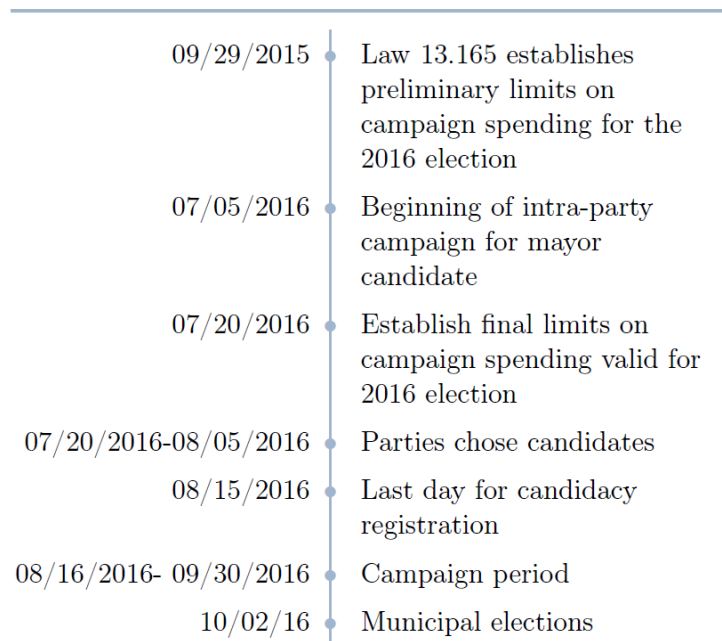 09/29/2015 Law 13.165 establishes
preliminary limits on
campaign spending for the
2016 election
07/05/2016 Beginning of intra-party
campaign for mayor
candidate
07/20/2016 Establish final limits on
campaign spending valid for
2016 election
07/20/2016-08/05/2016 Parties chose candidates
08/15/2016 Last day for candidacy
registration
08/16/2016- 09/30/2016 Campaign period
10/02/16 Municipal elections